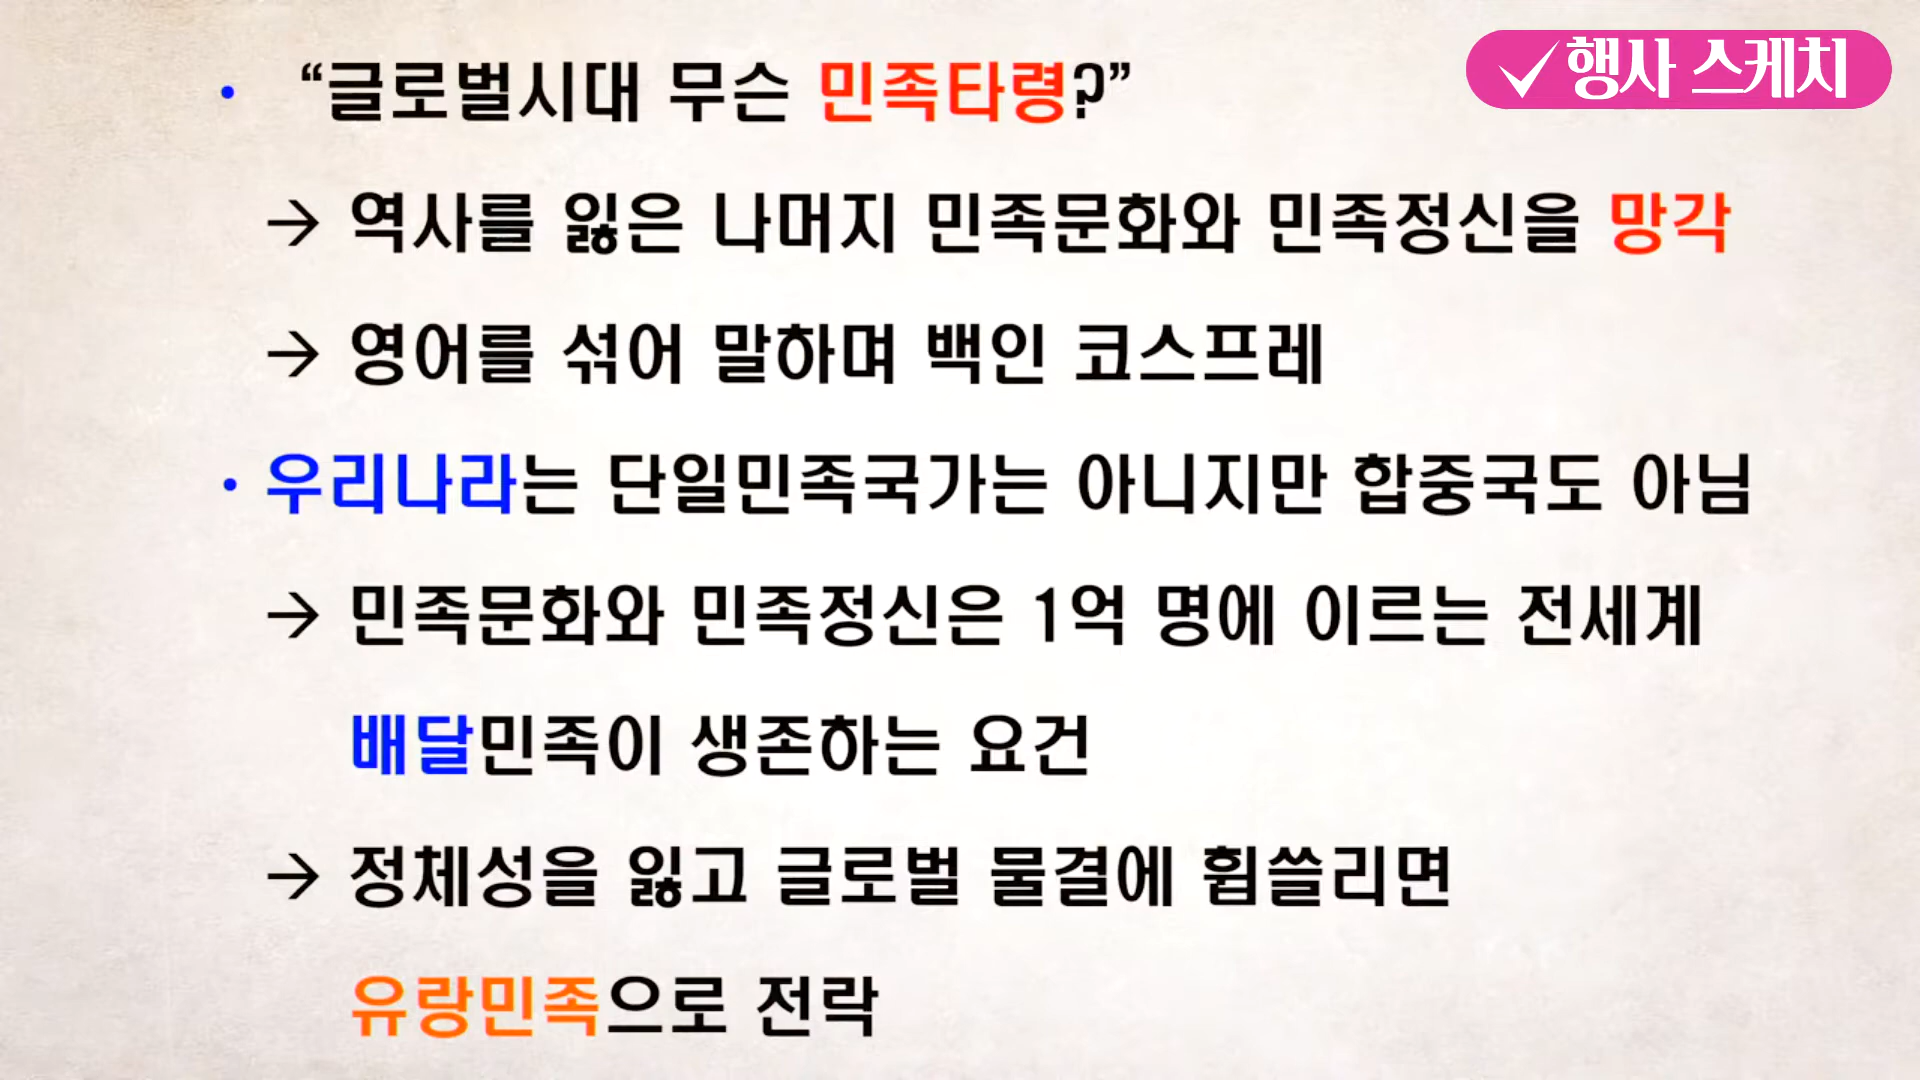 • “글로벌시대 무슨 민족타령?”
✓행사 스케치
→ 역사를 잃은 나머지 민족문화와 민족정신을 망각
→ 영어를 섞어 말하며 백인 코스프레
• 우리나라는 단일민족국가는 아니지만 합중국도 아님
→ 민족문화와 민족정신은 1억 명에 이르는 전세계
배달민족이 생존하는 요건
→ 정체성을 잃고 글로벌 물결에 휩쓸리면
유랑민족으로 전락